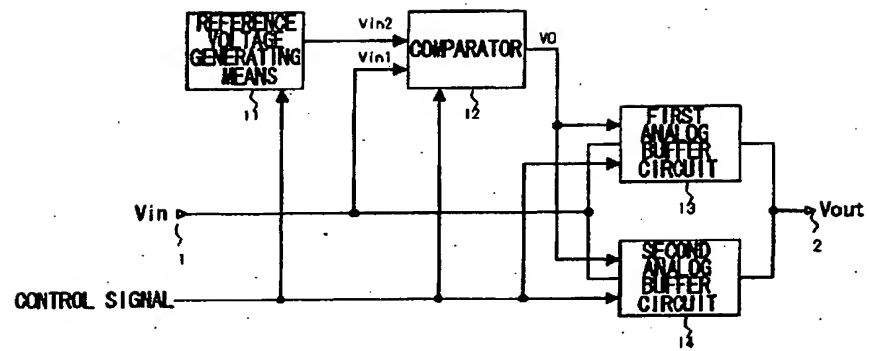 REFERENCE
VOLTAGE
GENERATING
MEANS
11
Vin2
Vin1
COMPARATOR
12
VO
FIRST
ANALOG
BUFFER
CIRCUIT
13
Vin
1
Vout
2
SECOND
ANALOG
BUFFER
CIRCUIT
14
CONTROL SIGNAL